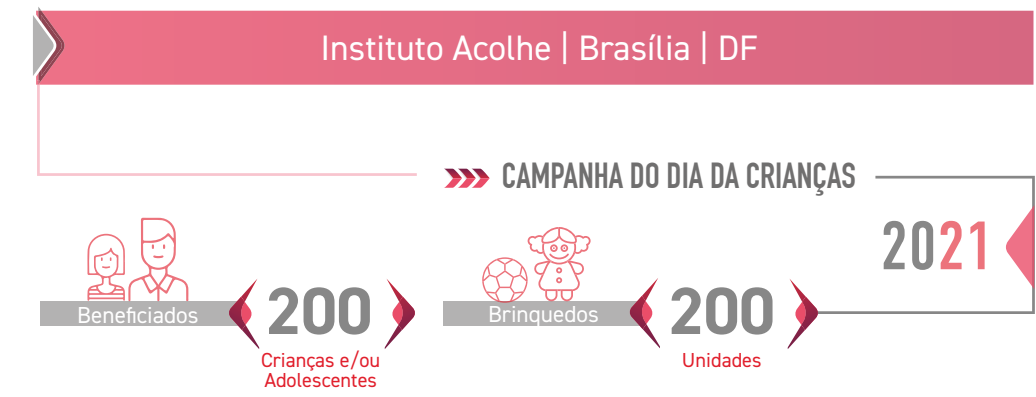 Instituto Acolhe | Brasília | DF
CAMPANHA DO DIA DA CRIANÇAS
2021
Beneficiados
200
Crianças e/ou
Adolescentes
Brinquedos
200
Unidades